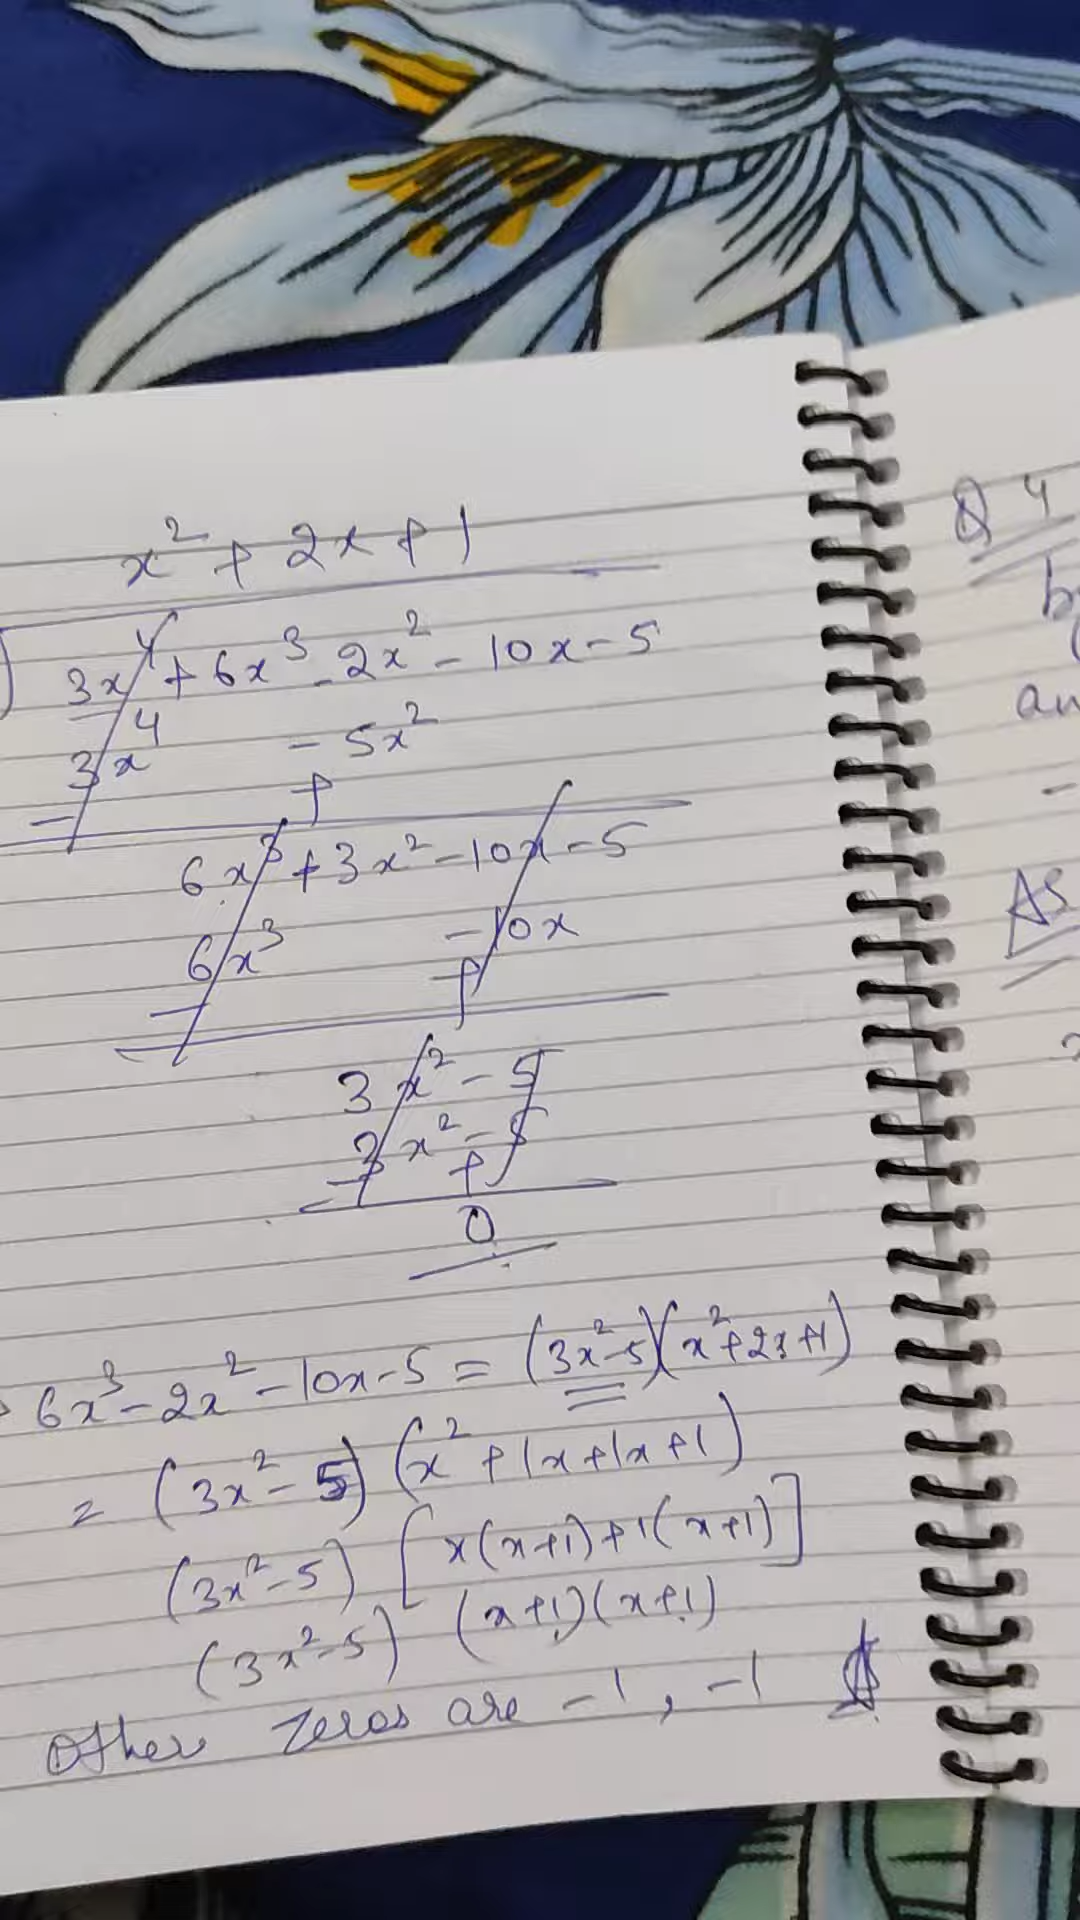 x² + 2x + 1
) 3x⁴ + 6x³ - 2x² - 10x - 5
3x⁴ - 5x²
- +
6x³ + 3x² - 10x - 5
6x³ - 10x
- +
3x² - 5
3x² - 5
- +
0
6x³ - 2x² - 10x - 5 = (3x² - 5)(x² + 2x + 1)
= (3x² - 5) (x² + 1x + 1x + 1)
(3x² - 5) [x(x+1) + 1(x+1)]
(3x² - 5) (x+1)(x+1)
Other zeros are -1, -1
Q 4